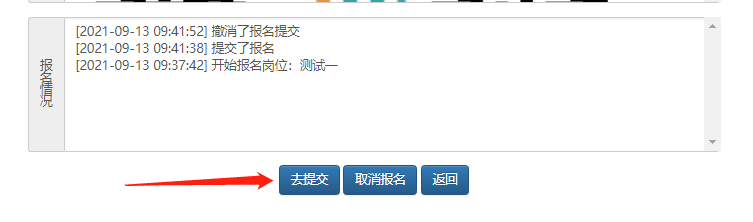 [2021-09-13 09:41:52] 撤消了报名提交
[2021-09-13 09:41:38] 提交了报名
[2021-09-13 09:37:42] 开始报名岗位：测试一
报名情况
去提交 取消报名 返回